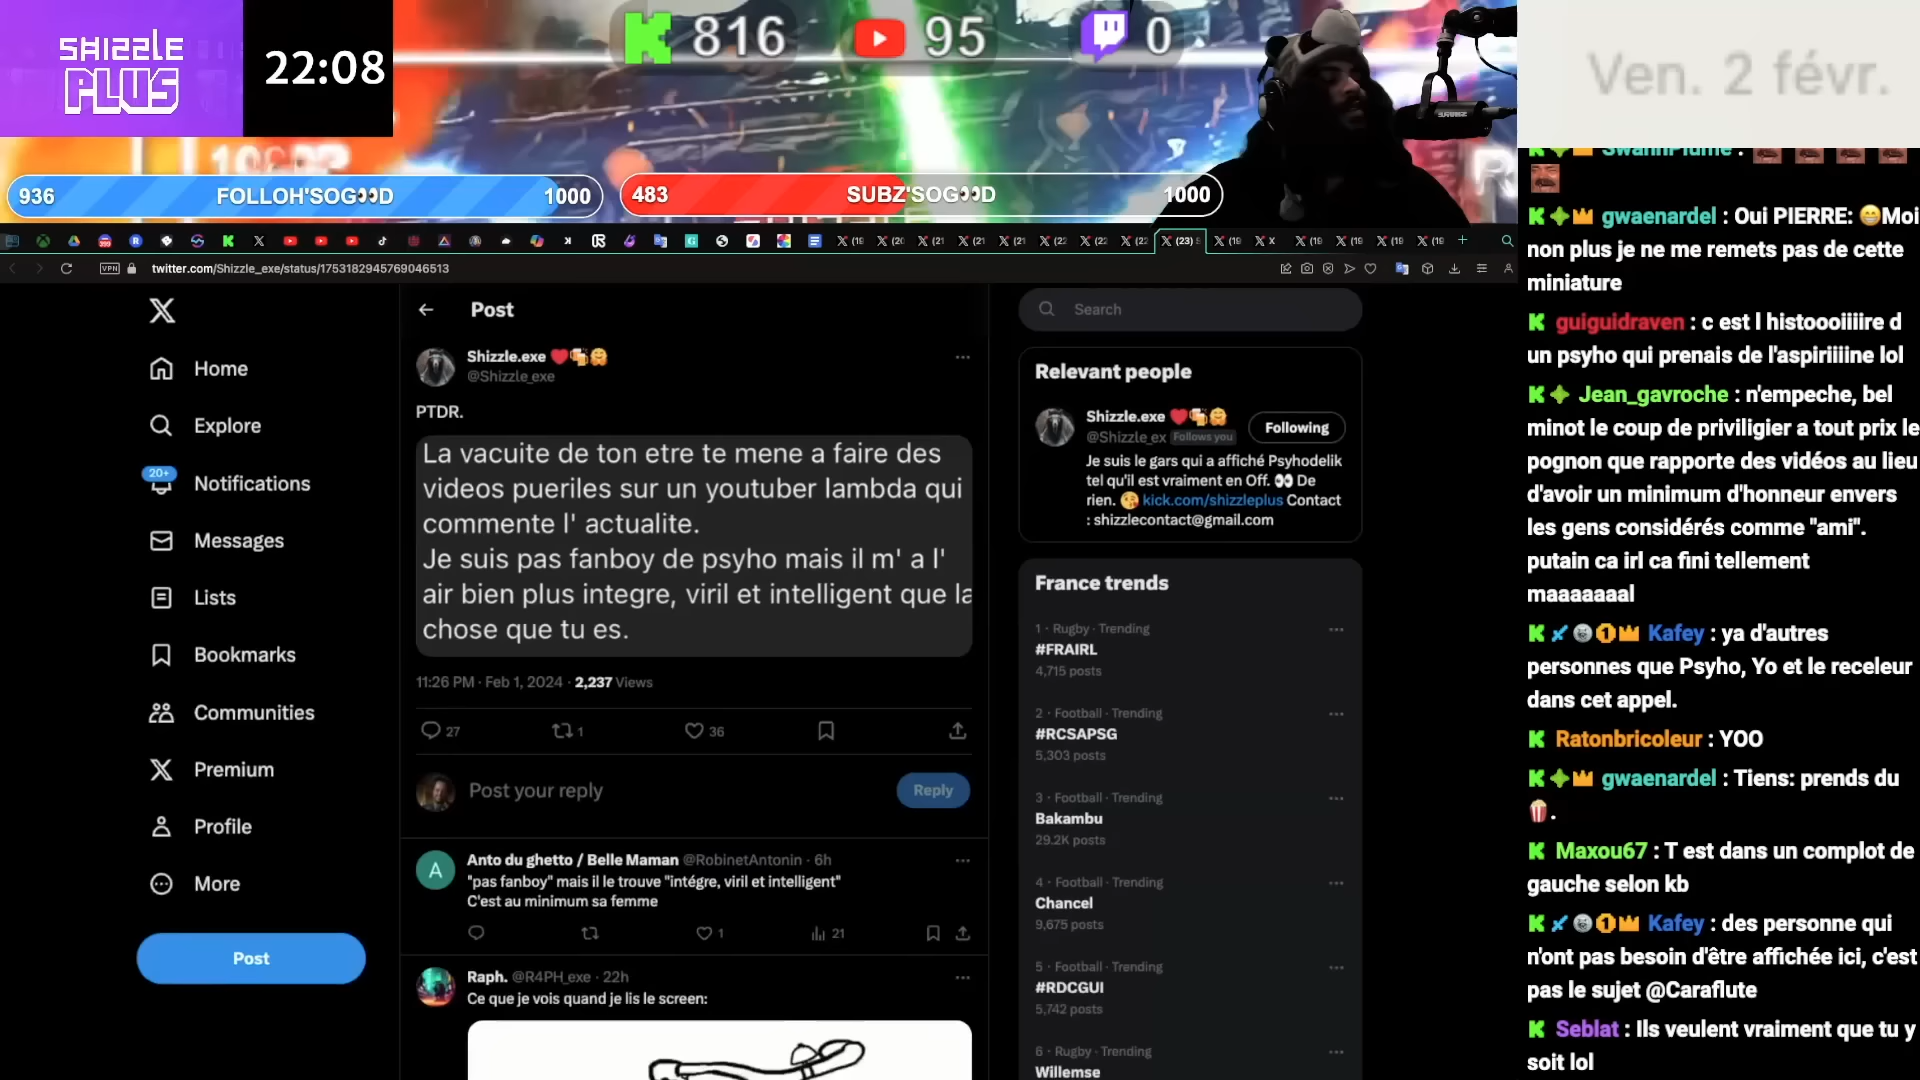 SHIZZLE
PLUS
22:08
816
95
0
Ven. 2 févr.
936
FOLLOH'SOG👀D
1000
483
SUBZ'SOG👀D
1000
twitter.com/Shizzle_exe/status/1753182945769046513
VPN
Home
Explore
20+
Notifications
Messages
Lists
Bookmarks
Communities
Premium
Profile
More
Post
Post
Shizzle.exe ❤️🍻🤗
@Shizzle_exe
PTDR.
La vacuite de ton etre te mene a faire des
videos pueriles sur un youtuber lambda qui
commente l' actualite.
Je suis pas fanboy de psyho mais il m' a l'
air bien plus integre, viril et intelligent que la
chose que tu es.
11:26 PM · Feb 1, 2024 · 2,237 Views
27
1
36
Post your reply
Reply
Anto du ghetto / Belle Maman @RobinetAntonin · 6h
"pas fanboy" mais il le trouve "intégre, viril et intelligent"
C'est au minimum sa femme
1
21
Raph. @R4PH_exe · 22h
Ce que je vois quand je lis le screen:
Search
Relevant people
Shizzle.exe ❤️🍻🤗
@Shizzle_ex Follows you
Following
Je suis le gars qui a affiché Psyhodelik
tel qu'il est vraiment en Off. 👀 De
rien. 😘 kick.com/shizzleplus Contact
: shizzlecontact@gmail.com
France trends
1 · Rugby · Trending
#FRAIRL
4,715 posts
2 · Football · Trending
#RCSAPSG
5,303 posts
3 · Football · Trending
Bakambu
29.2K posts
4 · Football · Trending
Chancel
9,675 posts
5 · Football · Trending
#RDCGUI
5,742 posts
6 · Rugby · Trending
Willemse
SwannPlume :
gwaenardel : Oui PIERRE: 😁Moi
non plus je ne me remets pas de cette
miniature
guiguidraven : c est l histoooiiiire d
un psyho qui prenais de l'aspiriiiine lol
Jean_gavroche : n'empeche, bel
minot le coup de priviligier a tout prix le
pognon que rapporte des vidéos au lieu
d'avoir un minimum d'honneur envers
les gens considérés comme "ami".
putain ca irl ca fini tellement
maaaaaaal
Kafey : ya d'autres
personnes que Psyho, Yo et le receleur
dans cet appel.
Ratonbricoleur : YOO
gwaenardel : Tiens: prends du
🍿.
Maxou67 : T est dans un complot de
gauche selon kb
Kafey : des personne qui
n'ont pas besoin d'être affichée ici, c'est
pas le sujet @Caraflute
Seblat : Ils veulent vraiment que tu y
soit lol